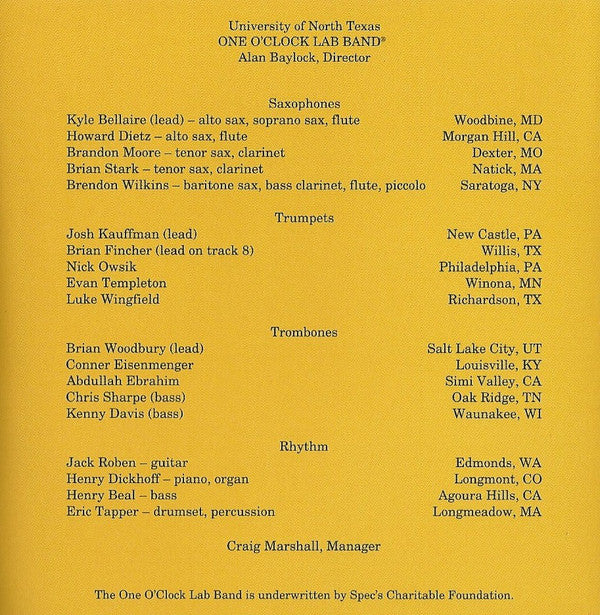 University of North Texas
ONE O'CLOCK LAB BAND®
Alan Baylock, Director
Saxophones
Kyle Bellaire (lead) – alto sax, soprano sax, flute Woodbine, MD
Howard Dietz – alto sax, flute Morgan Hill, CA
Brandon Moore – tenor sax, clarinet Dexter, MO
Brian Stark – tenor sax, clarinet Natick, MA
Brendon Wilkins – baritone sax, bass clarinet, flute, piccolo Saratoga, NY
Trumpets
Josh Kauffman (lead) New Castle, PA
Brian Fincher (lead on track 8) Willis, TX
Nick Owsik Philadelphia, PA
Evan Templeton Winona, MN
Luke Wingfield Richardson, TX
Trombones
Brian Woodbury (lead) Salt Lake City, UT
Conner Eisenmenger Louisville, KY
Abdullah Ebrahim Simi Valley, CA
Chris Sharpe (bass) Oak Ridge, TN
Kenny Davis (bass) Waunakee, WI
Rhythm
Jack Roben – guitar Edmonds, WA
Henry Dickhoff – piano, organ Longmont, CO
Henry Beal – bass Agoura Hills, CA
Eric Tapper – drumset, percussion Longmeadow, MA
Craig Marshall, Manager
The One O'Clock Lab Band is underwritten by Spec's Charitable Foundation.